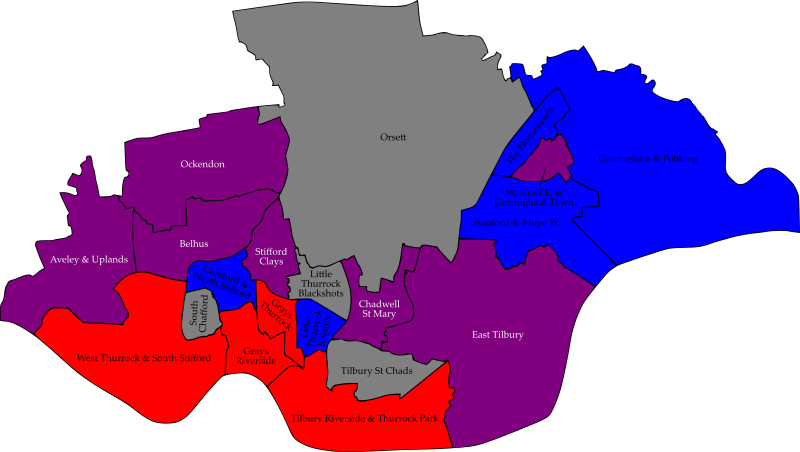 Orsett
The Homesteads
Corringham & Fobbing
Ockendon
Stanford E. &
Corringham Town
Stanford-le-Hope W.
Belhus
Stifford
Clays
Aveley & Uplands
Chafford &
North Stifford
Little
Thurrock
Blackshots
South
Chafford
Grays
Thurrock
Little
Thurrock
Rectory
Chadwell
St Mary
East Tilbury
West Thurrock & South Stifford
Grays
Riverside
Tilbury St Chads
Tilbury Riverside & Thurrock Park